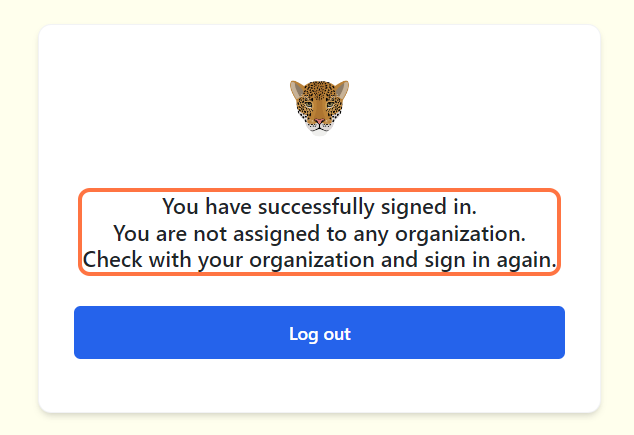 You have successfully signed in.
You are not assigned to any organization.
Check with your organization and sign in again.
Log out